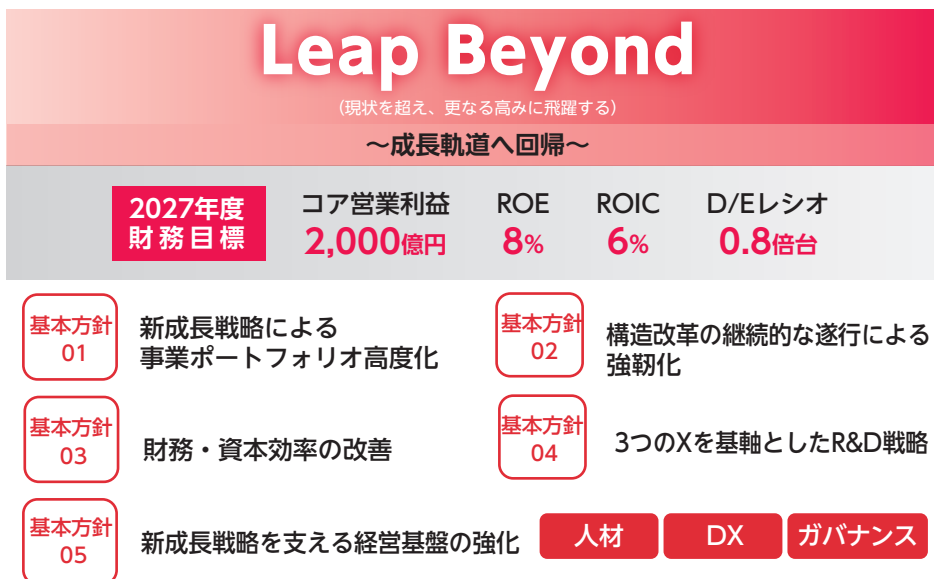 Leap Beyond
(現状を超え、更なる高みに飛躍する)
～成長軌道へ回帰～
2027年度
財務目標
コア営業利益
2,000億円
ROE
8%
ROIC
6%
D/Eレシオ
0.8倍台
基本方針
01
新成長戦略による
事業ポートフォリオ高度化
基本方針
02
構造改革の継続的な遂行による
強靭化
基本方針
03
財務・資本効率の改善
基本方針
04
3つのXを基軸としたR&D戦略
基本方針
05
新成長戦略を支える経営基盤の強化
人材
DX
ガバナンス